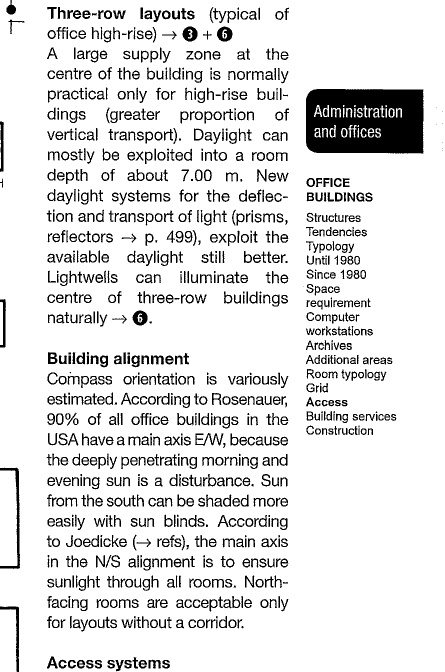 Three-row layouts (typical of
office high-rise) → ❸ + ❻
A large supply zone at the
centre of the building is normally
practical only for high-rise buil-
dings (greater proportion of
vertical transport). Daylight can
mostly be exploited into a room
depth of about 7.00 m. New
daylight systems for the deflec-
tion and transport of light (prisms,
reflectors → p. 499), exploit the
available daylight still better.
Lightwells can illuminate the
centre of three-row buildings
naturally → ❻.
Building alignment
Compass orientation is variously
estimated. According to Rosenauer,
90% of all office buildings in the
USA have a main axis E/W, because
the deeply penetrating morning and
evening sun is a disturbance. Sun
from the south can be shaded more
easily with sun blinds. According
to Joedicke (→ refs), the main axis
in the N/S alignment is to ensure
sunlight through all rooms. North-
facing rooms are acceptable only
for layouts without a corridor.
Access systems
Administration
and offices
OFFICE
BUILDINGS
Structures
Tendencies
Typology
Until 1980
Since 1980
Space
requirement
Computer
workstations
Archives
Additional areas
Room typology
Grid
Access
Building services
Construction